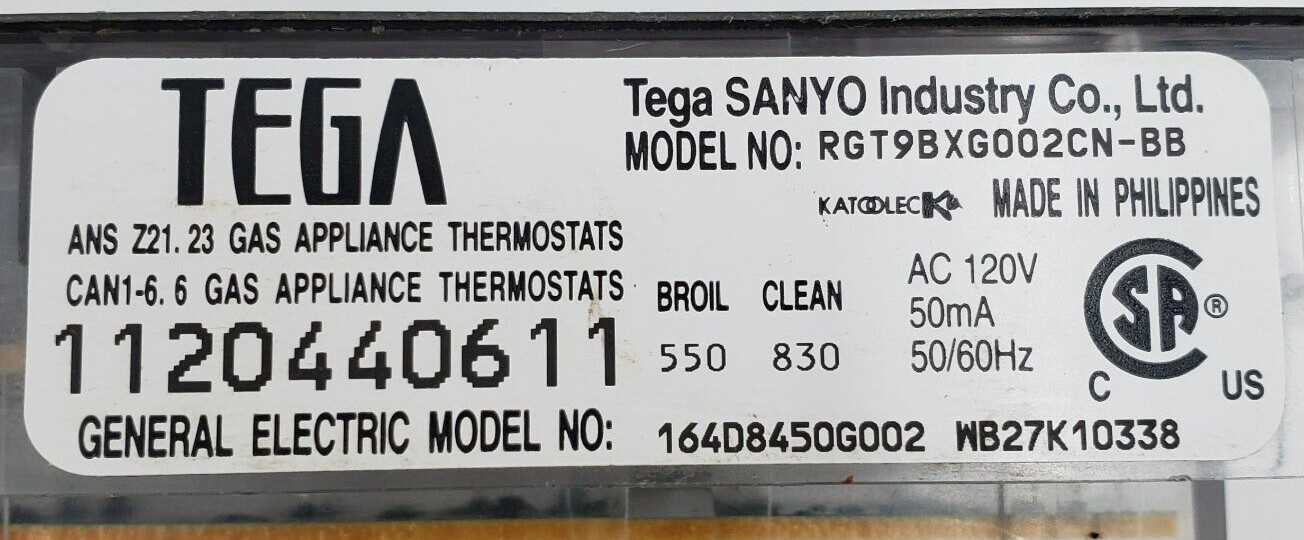 TEGA
Tega SANYO Industry Co., Ltd.
MODEL NO: RGT9BXG002CN-BB
KATOOLEC MADE IN PHILIPPINES
ANS Z21. 23 GAS APPLIANCE THERMOSTATS
CAN1-6. 6 GAS APPLIANCE THERMOSTATS
1120440611
BROIL CLEAN
550 830
AC 120V
50mA
50/60Hz
C SA ® US
GENERAL ELECTRIC MODEL NO: 164D8450G002 WB27K10338